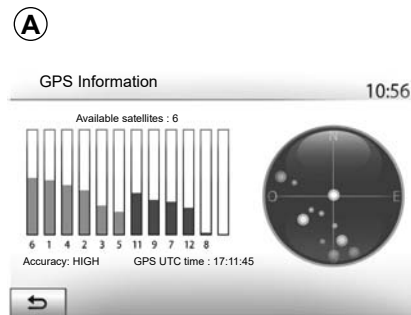 A
GPS Information 10:56
Available satellites : 6
N
O E
6 1 4 2 3 5 11 9 7 12 8
Accuracy: HIGH GPS UTC time : 17:11:45